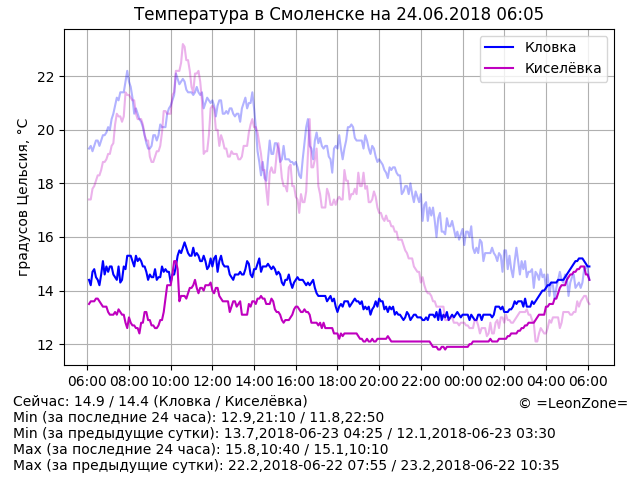 Температура в Смоленске на 24.06.2018 06:05
Кловка
Киселёвка
градусов Цельсия, °C
22
20
18
16
14
12
06:00 08:00 10:00 12:00 14:00 16:00 18:00 20:00 22:00 00:00 02:00 04:00 06:00
Сейчас: 14.9 / 14.4 (Кловка / Киселёвка)
© =LeonZone=
Min (за последние 24 часа): 12.9,21:10 / 11.8,22:50
Min (за предыдущие сутки): 13.7,2018-06-23 04:25 / 12.1,2018-06-23 03:30
Max (за последние 24 часа): 15.8,10:40 / 15.1,10:10
Max (за предыдущие сутки): 22.2,2018-06-22 07:55 / 23.2,2018-06-22 10:35